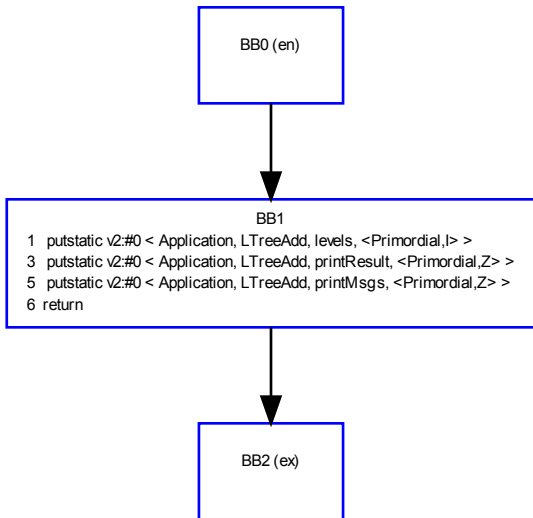 BB0 (en)
BB1
1 putstatic v2:#0 < Application, LTreeAdd, levels, <Primordial,I> >
3 putstatic v2:#0 < Application, LTreeAdd, printResult, <Primordial,Z> >
5 putstatic v2:#0 < Application, LTreeAdd, printMsgs, <Primordial,Z> >
6 return
BB2 (ex)